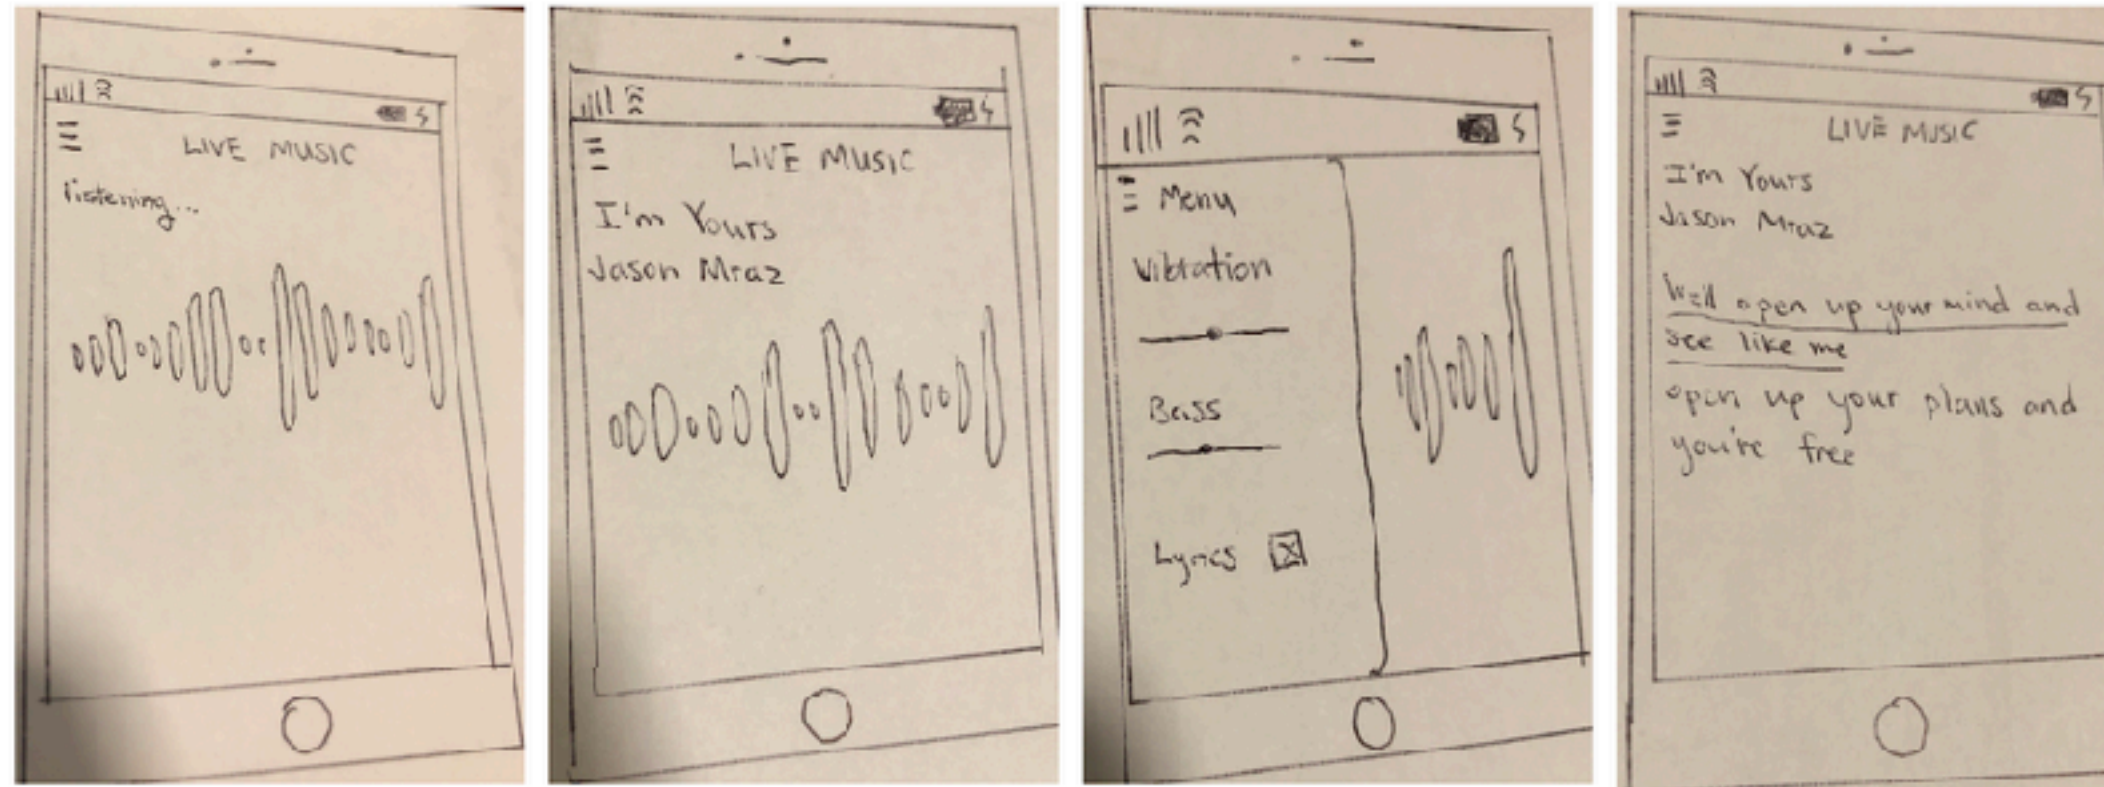 LIVE MUSIC
listening...
LIVE MUSIC
I'm Yours
Jason Mraz
Menu
Vibration
Bass
Lyrics
LIVE MUSIC
I'm Yours
Jason Mraz
Well open up your mind and
see like me
open up your plans and
you're free